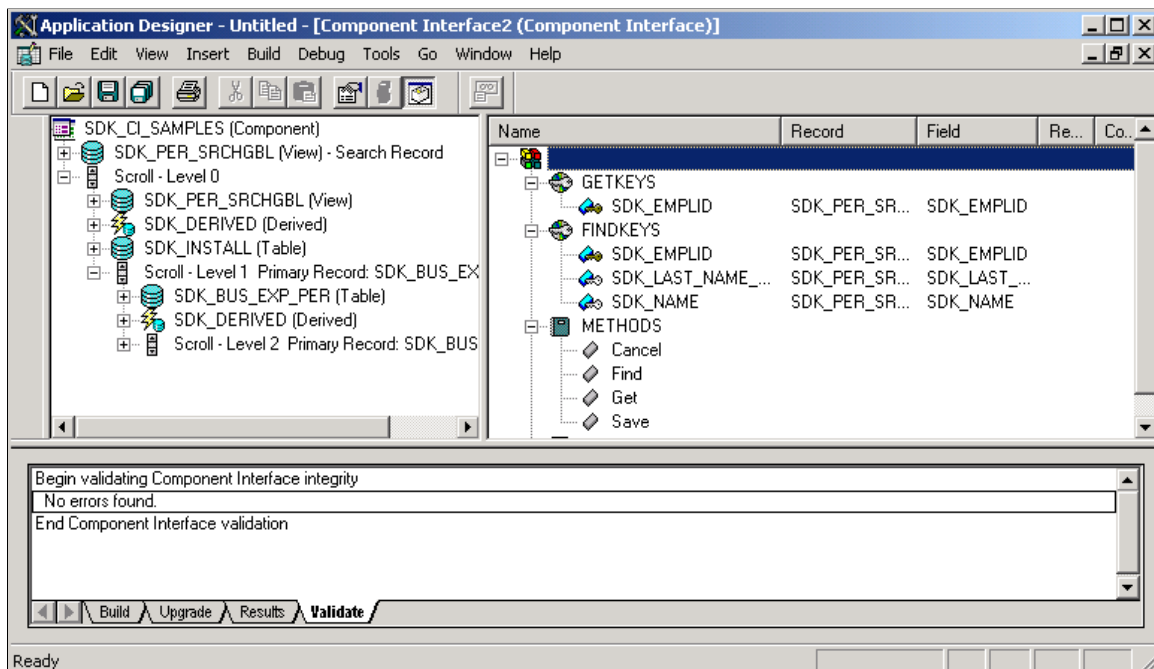 Application Designer - Untitled - [Component Interface2 (Component Interface)]
File Edit View Insert Build Debug Tools Go Window Help
SDK_CI_SAMPLES (Component)
SDK_PER_SRCHGBL (View) - Search Record
Scroll - Level 0
SDK_PER_SRCHGBL (View)
SDK_DERIVED (Derived)
SDK_INSTALL (Table)
Scroll - Level 1 Primary Record: SDK_BUS_EX
SDK_BUS_EXP_PER (Table)
SDK_DERIVED (Derived)
Scroll - Level 2 Primary Record: SDK_BUS
Name Record Field Re... Co...
GETKEYS
SDK_EMPLID SDK_PER_SR... SDK_EMPLID
FINDKEYS
SDK_EMPLID SDK_PER_SR... SDK_EMPLID
SDK_LAST_NAME_... SDK_PER_SR... SDK_LAST_...
SDK_NAME SDK_PER_SR... SDK_NAME
METHODS
Cancel
Find
Get
Save
Begin validating Component Interface integrity
No errors found.
End Component Interface validation
Build Upgrade Results Validate
Ready